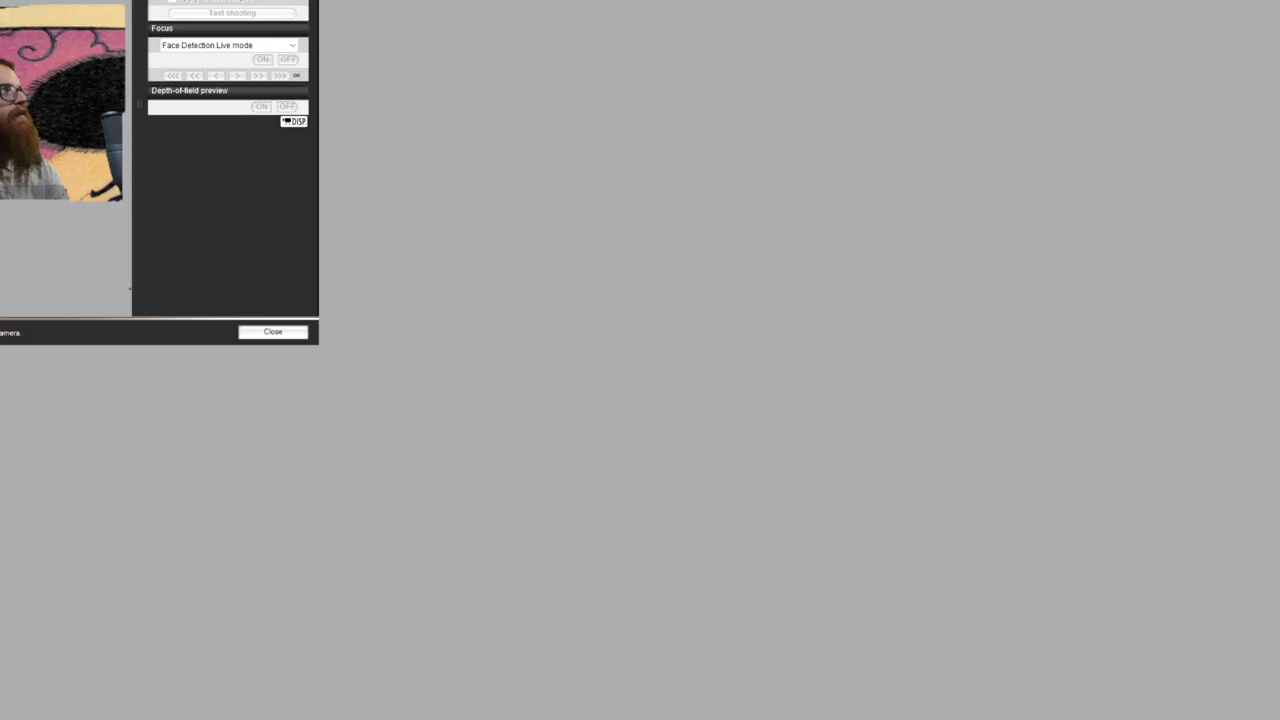 Test shooting
Focus
Face Detection Live mode
ON OFF
<<< << < > >> >>> ∞
Depth-of-field preview
ON OFF
DISP.
amera.
Close